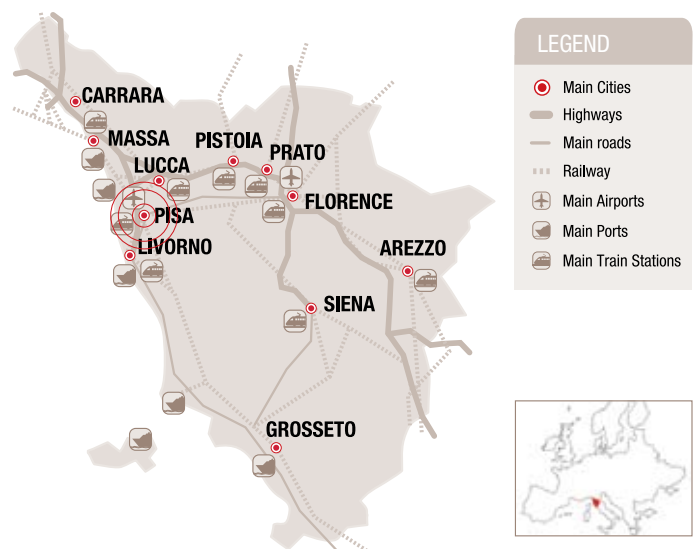 CARRARA
MASSA
PISTOIA
PRATO
LUCCA
FLORENCE
PISA
LIVORNO
AREZZO
SIENA
GROSSETO
LEGEND
Main Cities
Highways
Main roads
Railway
Main Airports
Main Ports
Main Train Stations